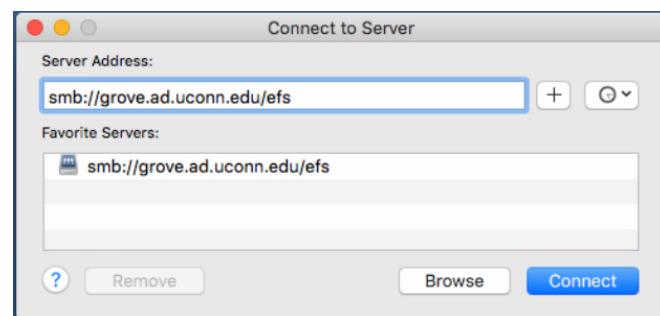 Connect to Server
Server Address:
smb://grove.ad.uconn.edu/efs
+
Favorite Servers:
smb://grove.ad.uconn.edu/efs
? Remove Browse Connect